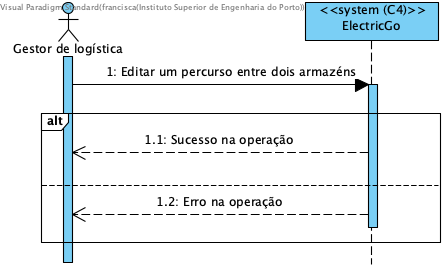 Visual Paradigm Standard(francisca(Instituto Superior de Engenharia do Porto))
<<system (C4)>>
ElectricGo
Gestor de logística
1: Editar um percurso entre dois armazéns
alt
1.1: Sucesso na operação
1.2: Erro na operação